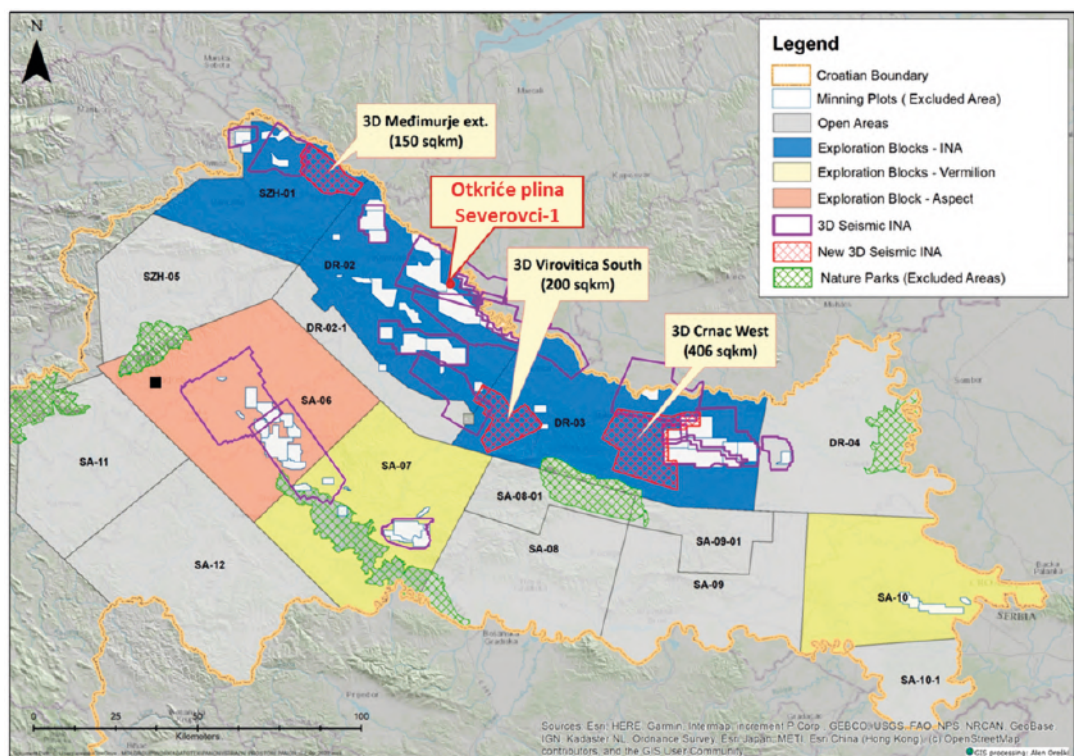 N
Legend
Croatian Boundary
Minning Plots ( Excluded Area)
Open Areas
Exploration Blocks - INA
Exploration Blocks - Vermilion
Exploration Block - Aspect
3D Seismic INA
New 3D Seismic INA
Nature Parks (Excluded Areas)
3D Međimurje ext.
(150 sqkm)
Otkriće plina
Severovci-1
3D Virovitica South
(200 sqkm)
3D Crnac West
(406 sqkm)
SZH-01
SZH-05
DR-02
DR-02-1
DR-03
DR-04
SA-06
SA-11
SA-07
SA-08-01
SA-12
SA-08
SA-09-01
SA-09
SA-10
SERBIA
SA-10-1
Prijedor
0 25 50 100
Kilometers
Sources: Esri, HERE, Garmin, Intermap, increment P Corp., GEBCO, USGS, FAO, NPS, NRCAN, GeoBase,
IGN, Kadaster NL, Ordnance Survey, Esri Japan, METI, Esri China (Hong Kong), (c) OpenStreetMap
contributors, and the GIS User Community
GIS processing: Alen Greški